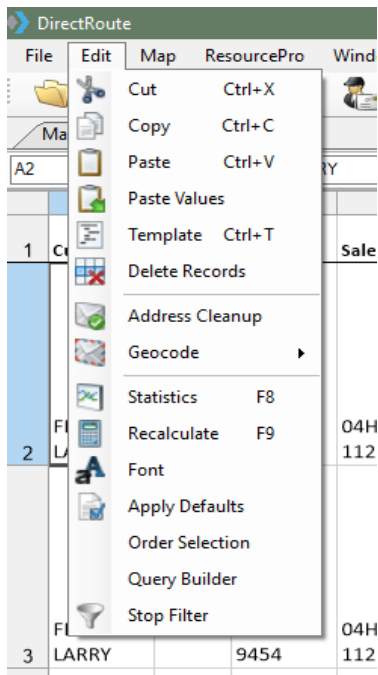 DirectRoute
File Edit Map ResourcePro Wind
Cut Ctrl+X
Copy Ctrl+C
Ma
Paste Ctrl+V
A2 RY
Paste Values
Template Ctrl+T
1 Sale
Delete Records
Address Cleanup
Geocode
Statistics F8
Recalculate F9
04H
2 112
Font
Apply Defaults
Order Selection
Query Builder
Stop Filter
04H
3 LARRY 9454 112